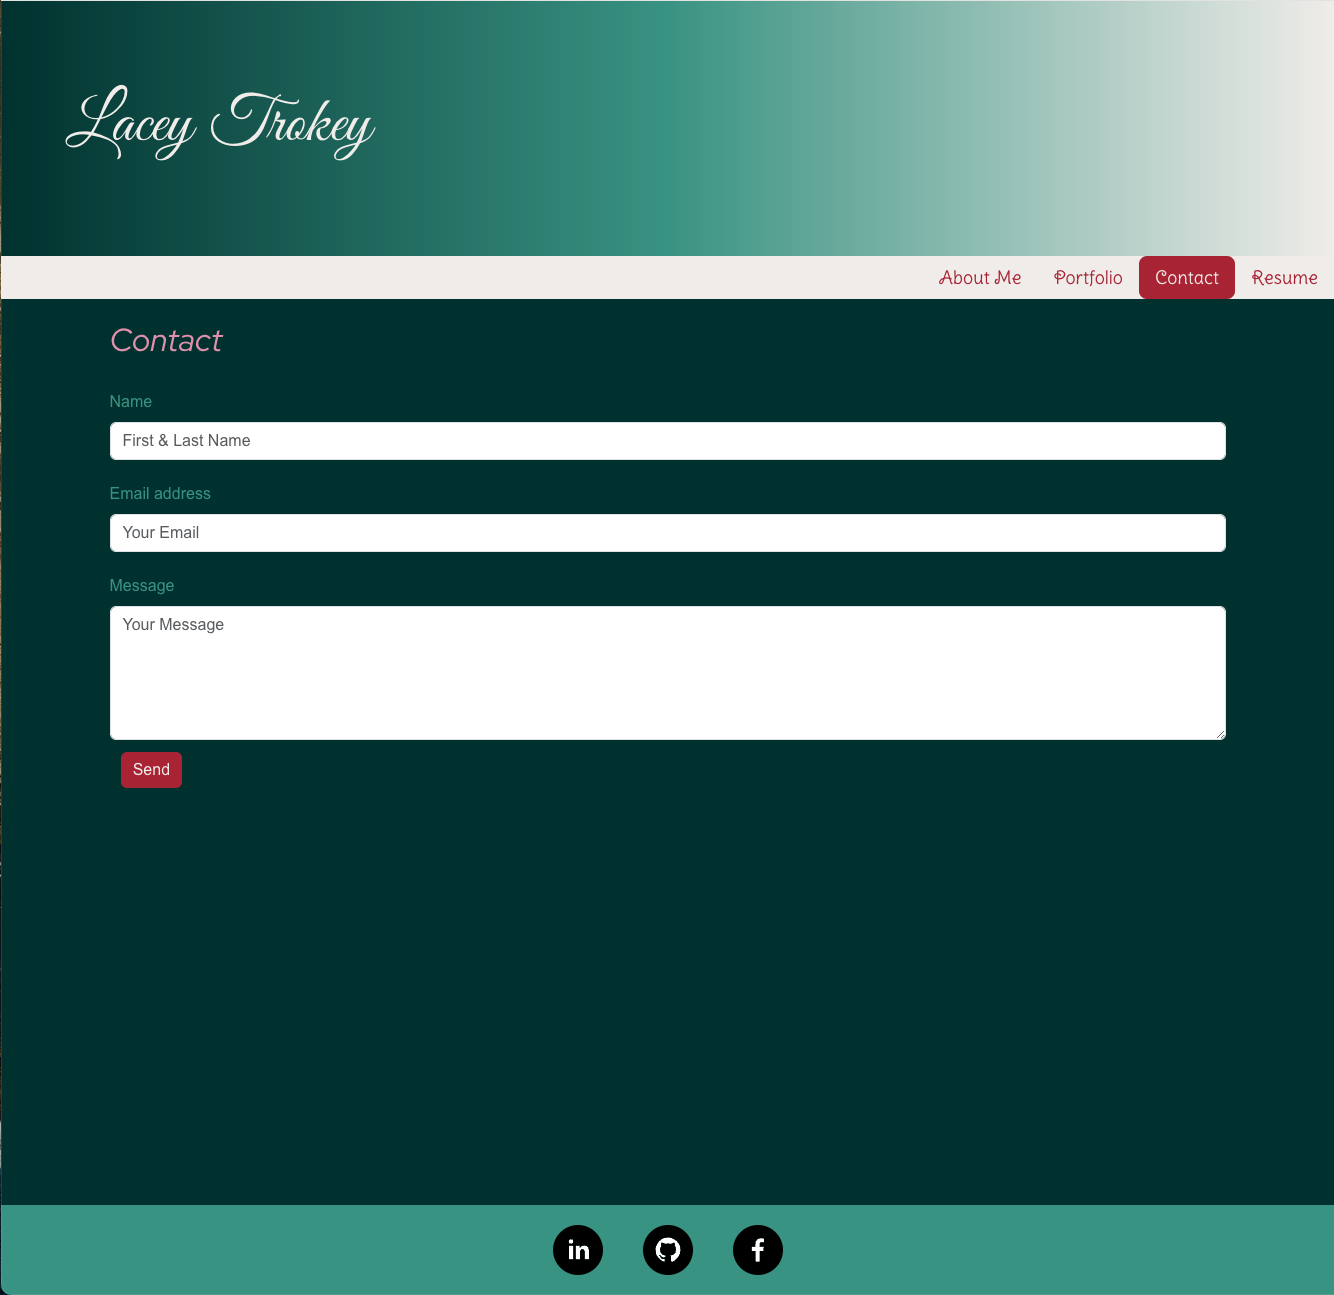 Lacey Trokey
About Me Portfolio Contact Resume
Contact
Name
First & Last Name
Email address
Your Email
Message
Your Message
Send
in
f